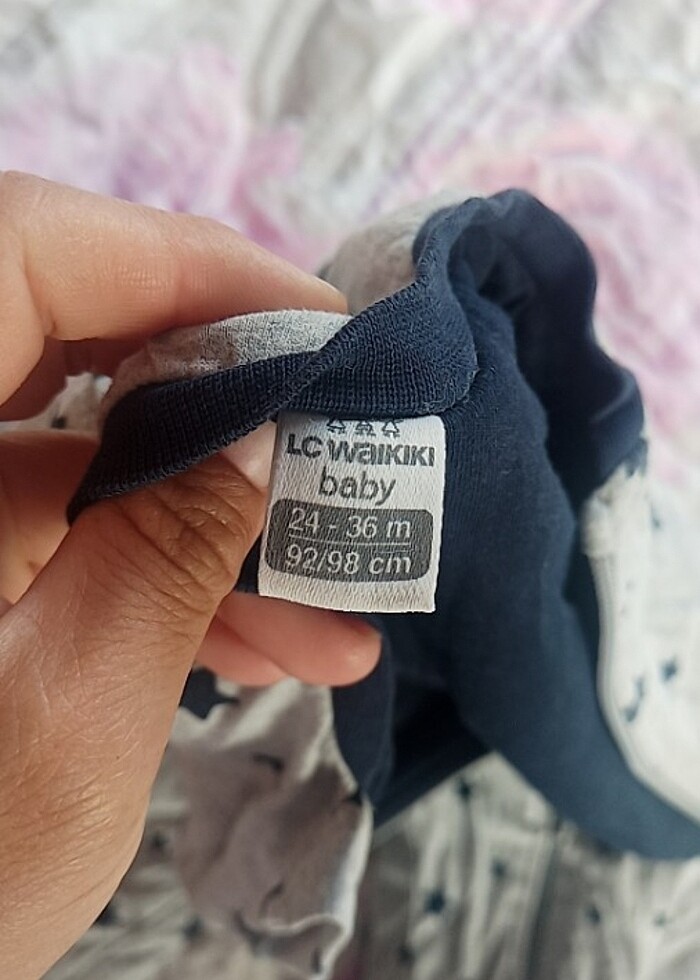 LC WAIKIKI
baby
24 - 36 m
92/98 cm